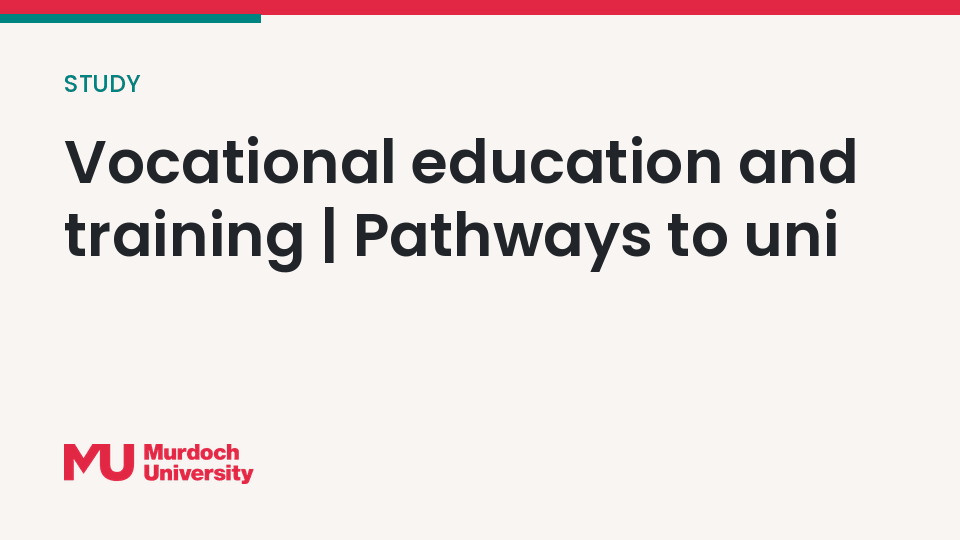 STUDY
Vocational education and
training | Pathways to uni
MU Murdoch
University